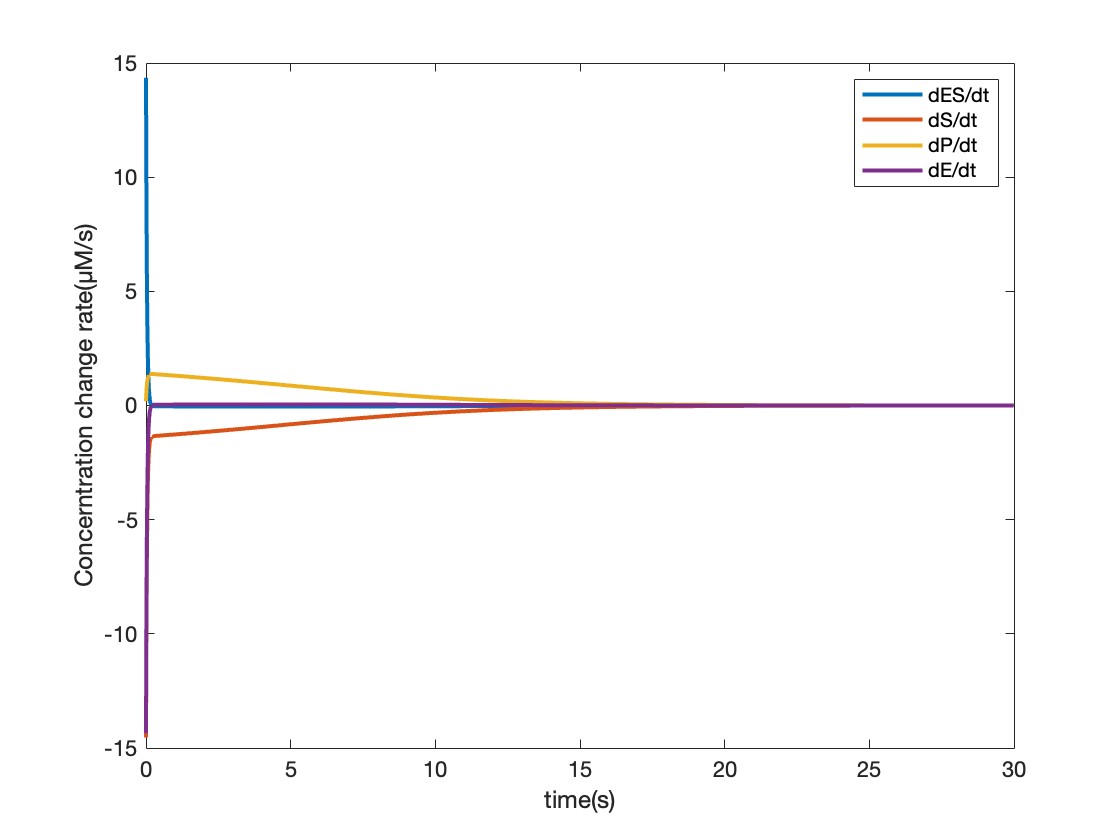 15
10
5
0
-5
-10
-15
Concerntration change rate(μM/s)
dES/dt
dS/dt
dP/dt
dE/dt
0 5 10 15 20 25 30
time(s)